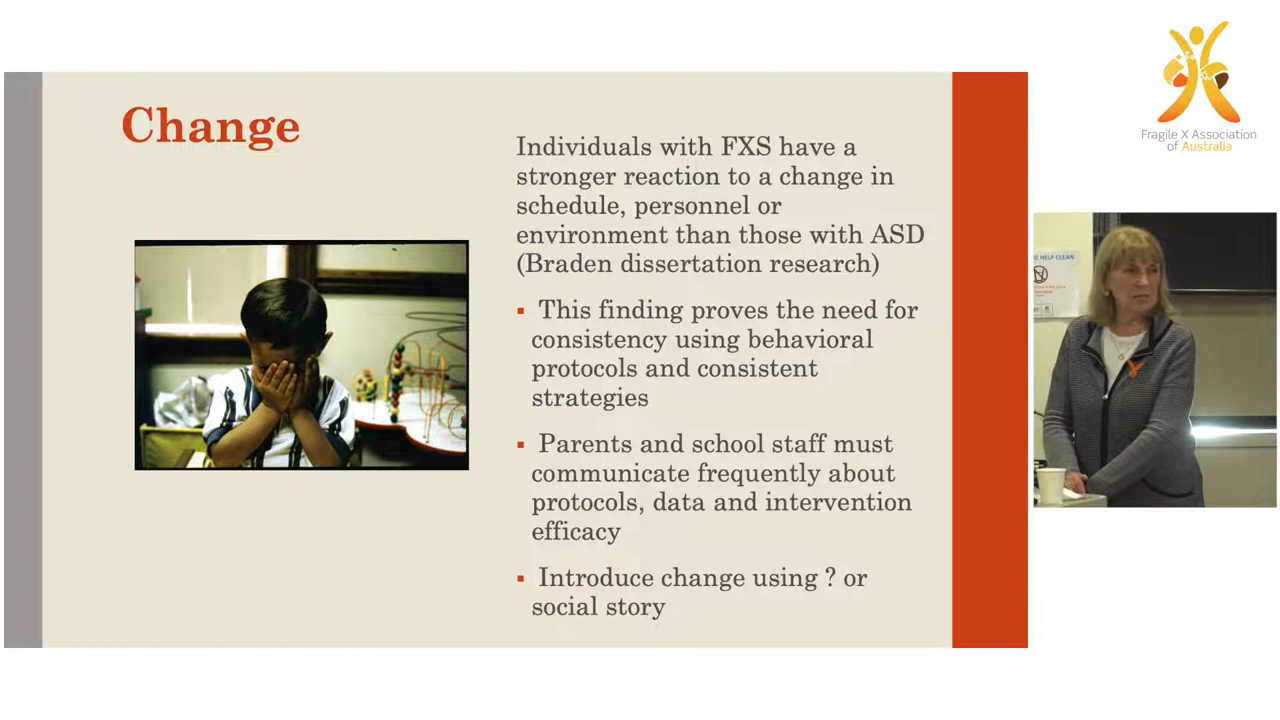 Change
Individuals with FXS have a
stronger reaction to a change in
schedule, personnel or
environment than those with ASD
(Braden dissertation research)
▪ This finding proves the need for
consistency using behavioral
protocols and consistent
strategies
▪ Parents and school staff must
communicate frequently about
protocols, data and intervention
efficacy
▪ Introduce change using ? or
social story
Fragile X Association
of Australia
HELP CLEAN